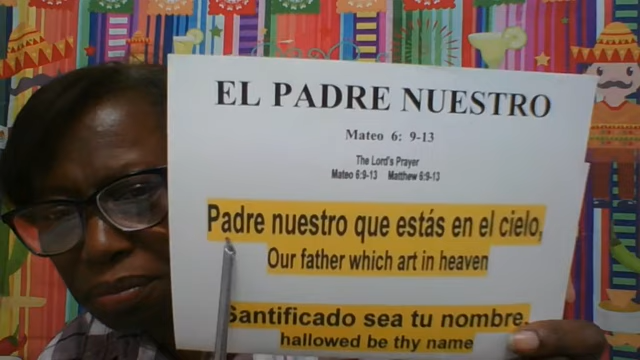 EL PADRE NUESTRO
Mateo 6: 9-13
The Lord's Prayer
Mateo 6:9-13 Matthew 6:9-13
Padre nuestro que estás en el cielo,
Our father which art in heaven
Santificado sea tu nombre.
hallowed be thy name